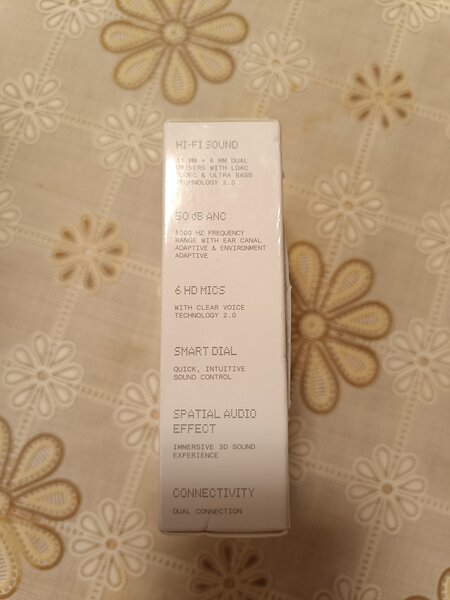 HI-FI SOUND
11 MM + 6 MM DUAL
DRIVERS WITH LDAC
CODEC & ULTRA BASS
TECHNOLOGY 2.0
50 dB ANC
5000 HZ FREQUENCY
RANGE WITH EAR CANAL
ADAPTIVE & ENVIRONMENT
ADAPTIVE
6 HD MICS
WITH CLEAR VOICE
TECHNOLOGY 2.0
SMART DIAL
QUICK, INTUITIVE
SOUND CONTROL
SPATIAL AUDIO
EFFECT
IMMERSIVE 3D SOUND
EXPERIENCE
CONNECTIVITY
DUAL CONNECTION